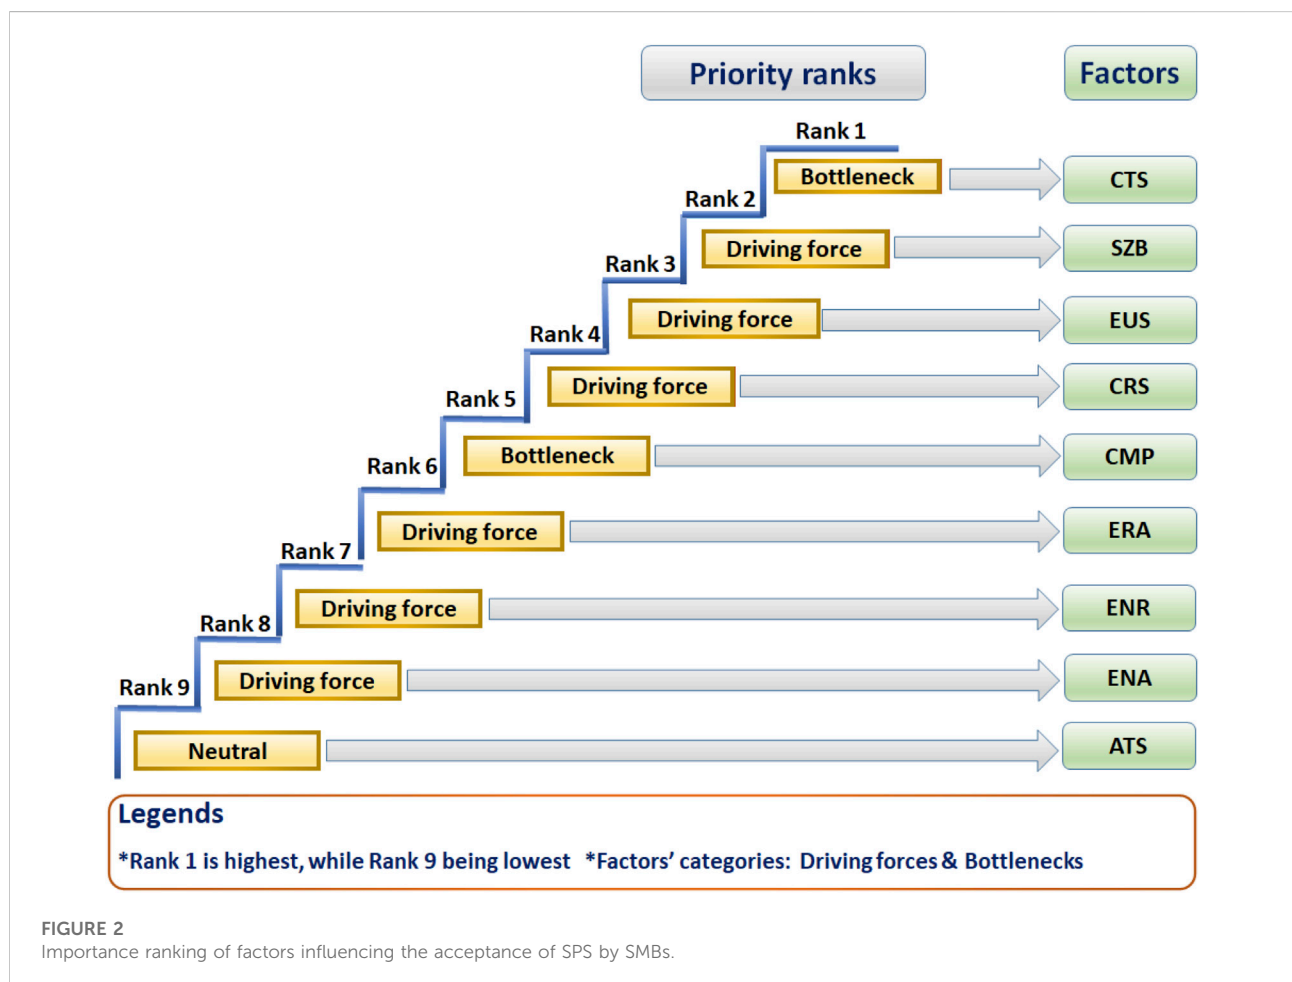 Priority ranks
Factors
Rank 1
Bottleneck
CTS
Rank 2
Driving force
SZB
Rank 3
Driving force
EUS
Rank 4
Driving force
CRS
Rank 5
Bottleneck
CMP
Rank 6
Driving force
ERA
Rank 7
Driving force
ENR
Rank 8
Driving force
ENA
Rank 9
Neutral
ATS
Legends
*Rank 1 is highest, while Rank 9 being lowest *Factors’ categories: Driving forces & Bottlenecks
FIGURE 2
Importance ranking of factors influencing the acceptance of SPS by SMBs.